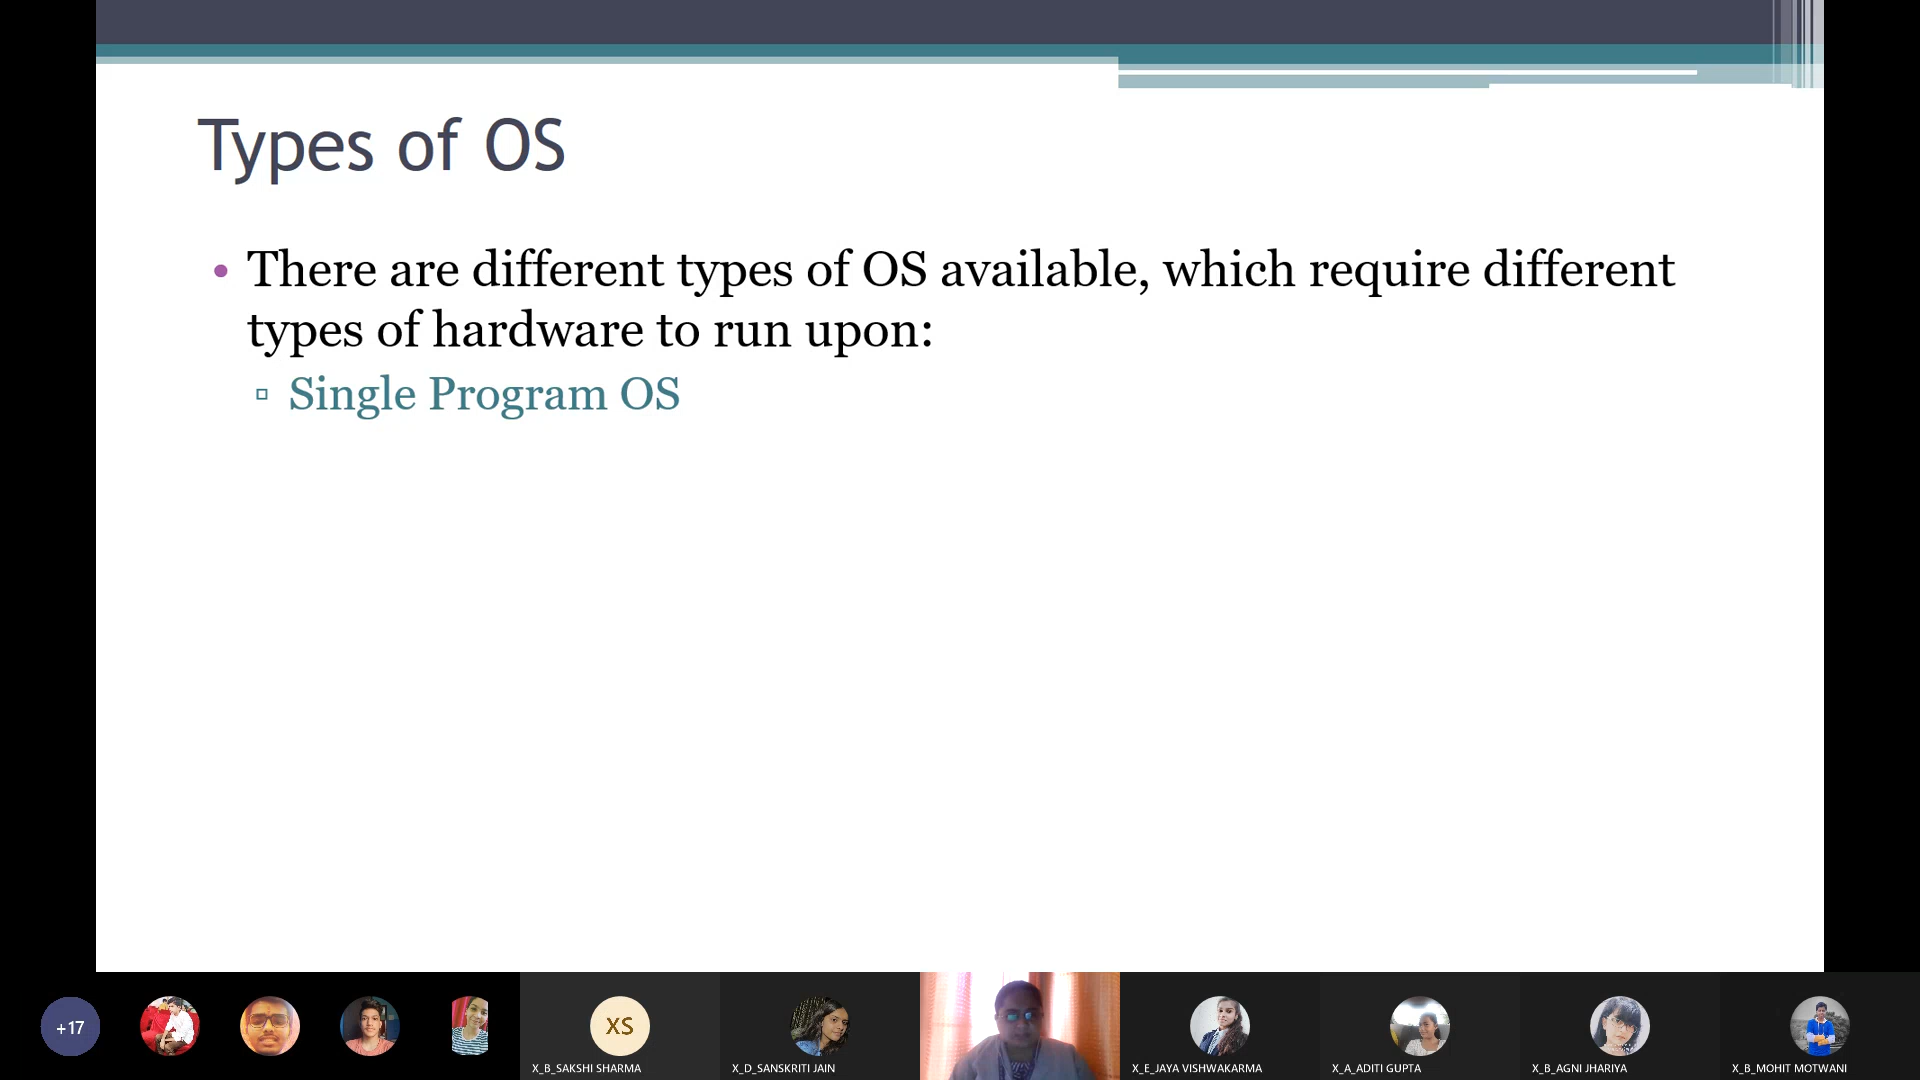 Types of OS
• There are different types of OS available, which require different
types of hardware to run upon:
▫ Single Program OS
+17
XS
X_B_SAKSHI SHARMA
X_D_SANSKRITI JAIN
X_E_JAYA VISHWAKARMA
X_A_ADITI GUPTA
X_B_AGNI JHARIYA
X_B_MOHIT MOTWANI